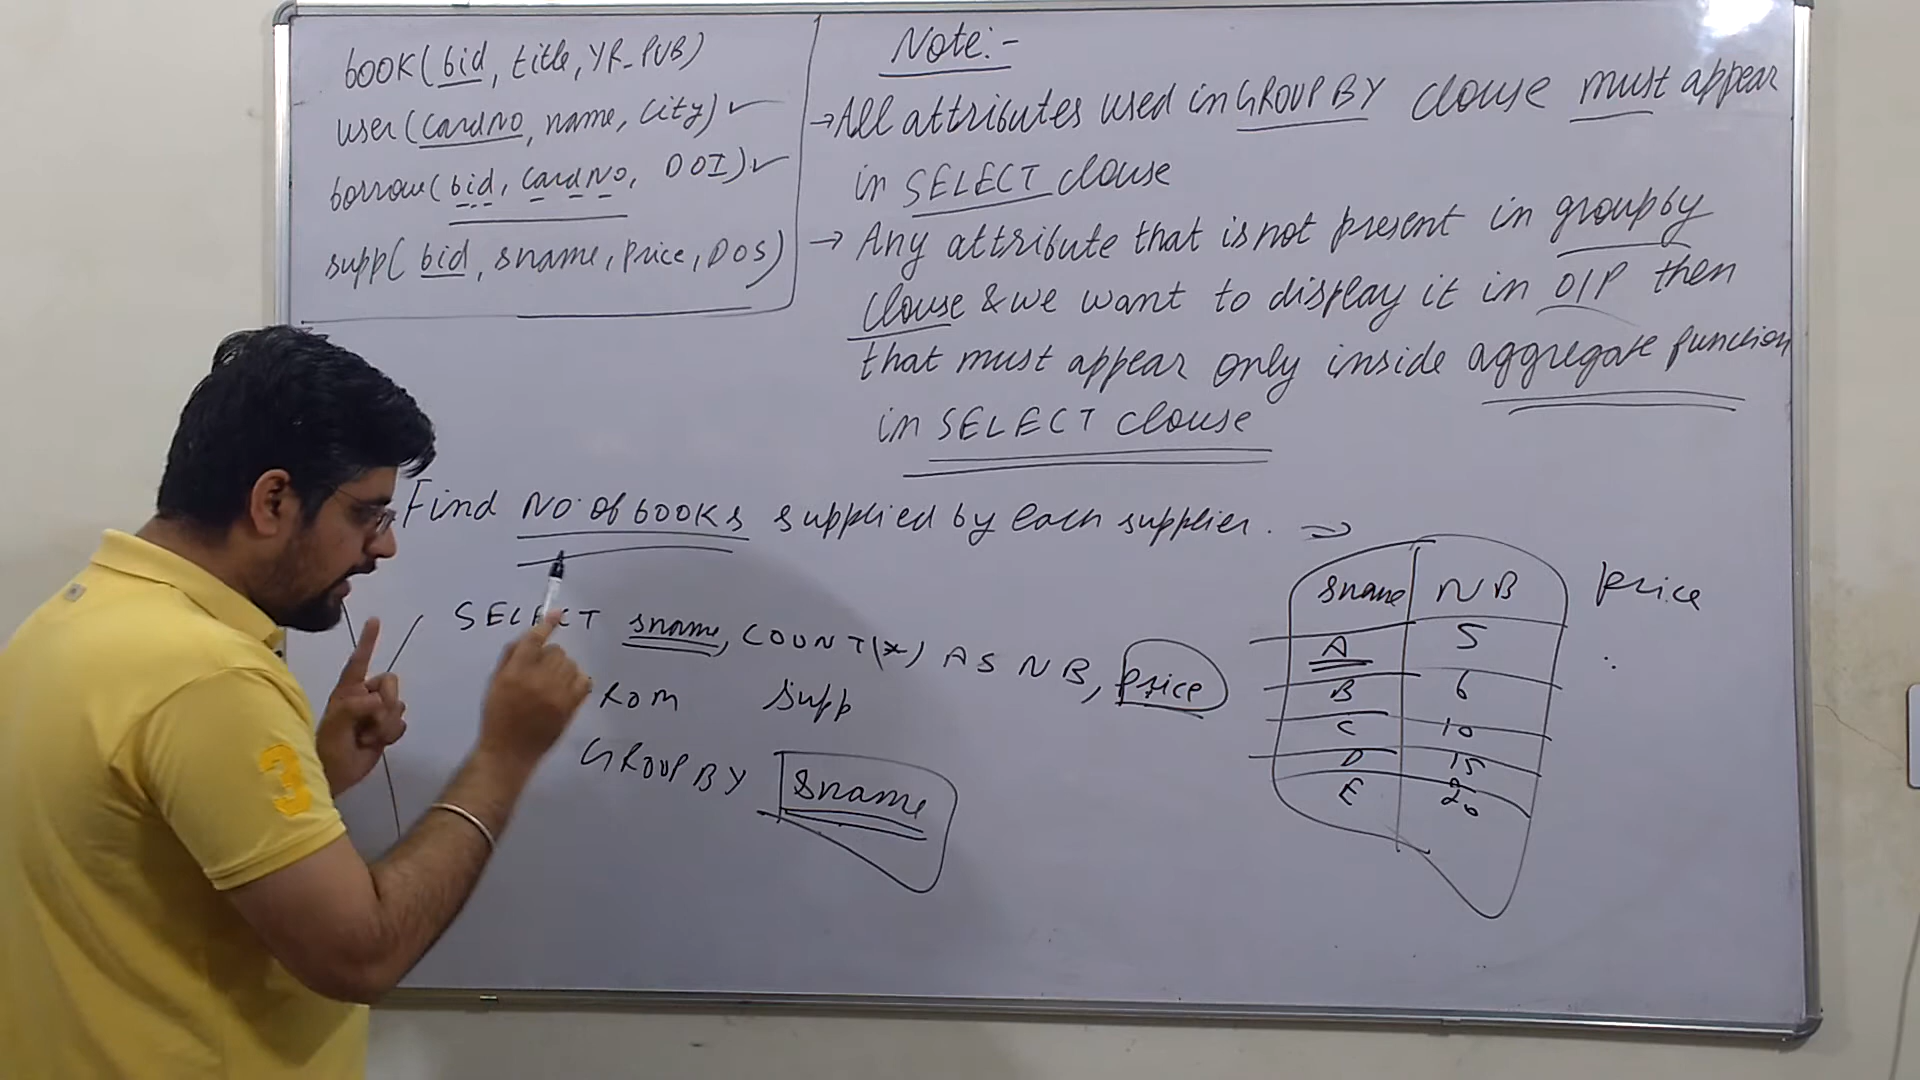 book(bid, title, YR_PUB)
user(cardNo, name, city) ✓
borrow(bid, cardNo, DOI) ✓
supp(bid, sname, price, DOS)
Note:-
→ All attributes used in GROUP BY clause must appear
in SELECT clause
→ Any attribute that is not present in group by
clause & we want to display it in O/P then
that must appear only inside aggregate function
in SELECT clause
Find No. of books supplied by each supplier. ⇒
SELECT sname, COUNT(*) AS NB, price
ROM supp
GROUP BY sname
sname NB price
A 5
B 6
C 10
D 15
E 20
3